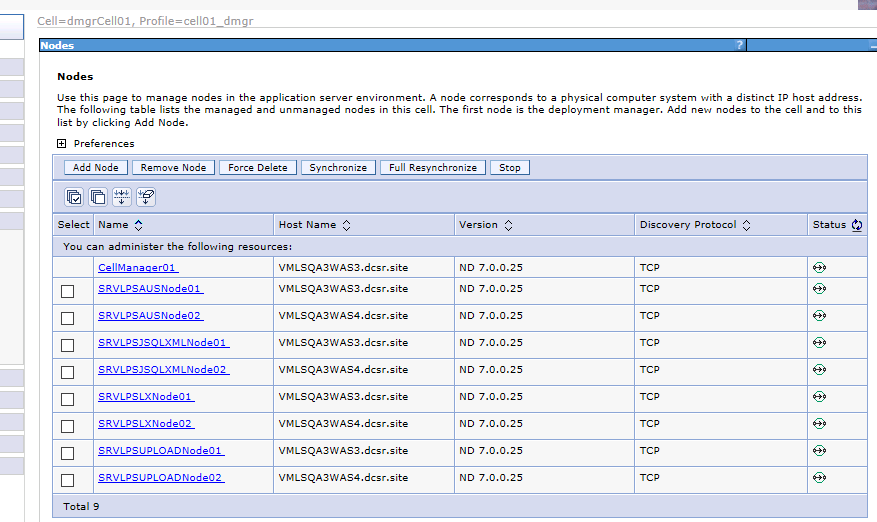 Cell=dmgrCell01, Profile=cell01_dmgr
Nodes ?
Nodes
Use this page to manage nodes in the application server environment. A node corresponds to a physical computer system with a distinct IP host address.
The following table lists the managed and unmanaged nodes in this cell. The first node is the deployment manager. Add new nodes to the cell and to this
list by clicking Add Node.
Preferences
Add Node Remove Node Force Delete Synchronize Full Resynchronize Stop
Select Name Host Name Version Discovery Protocol Status
You can administer the following resources:
CellManager01 VMLSQA3WAS3.dcsr.site ND 7.0.0.25 TCP
SRVLPSAUSNode01 VMLSQA3WAS3.dcsr.site ND 7.0.0.25 TCP
SRVLPSAUSNode02 VMLSQA3WAS4.dcsr.site ND 7.0.0.25 TCP
SRVLPSJSQLXMLNode01 VMLSQA3WAS3.dcsr.site ND 7.0.0.25 TCP
SRVLPSJSQLXMLNode02 VMLSQA3WAS4.dcsr.site ND 7.0.0.25 TCP
SRVLPSLXNode01 VMLSQA3WAS3.dcsr.site ND 7.0.0.25 TCP
SRVLPSLXNode02 VMLSQA3WAS4.dcsr.site ND 7.0.0.25 TCP
SRVLPSUPLOADNode01 VMLSQA3WAS3.dcsr.site ND 7.0.0.25 TCP
SRVLPSUPLOADNode02 VMLSQA3WAS4.dcsr.site ND 7.0.0.25 TCP
Total 9